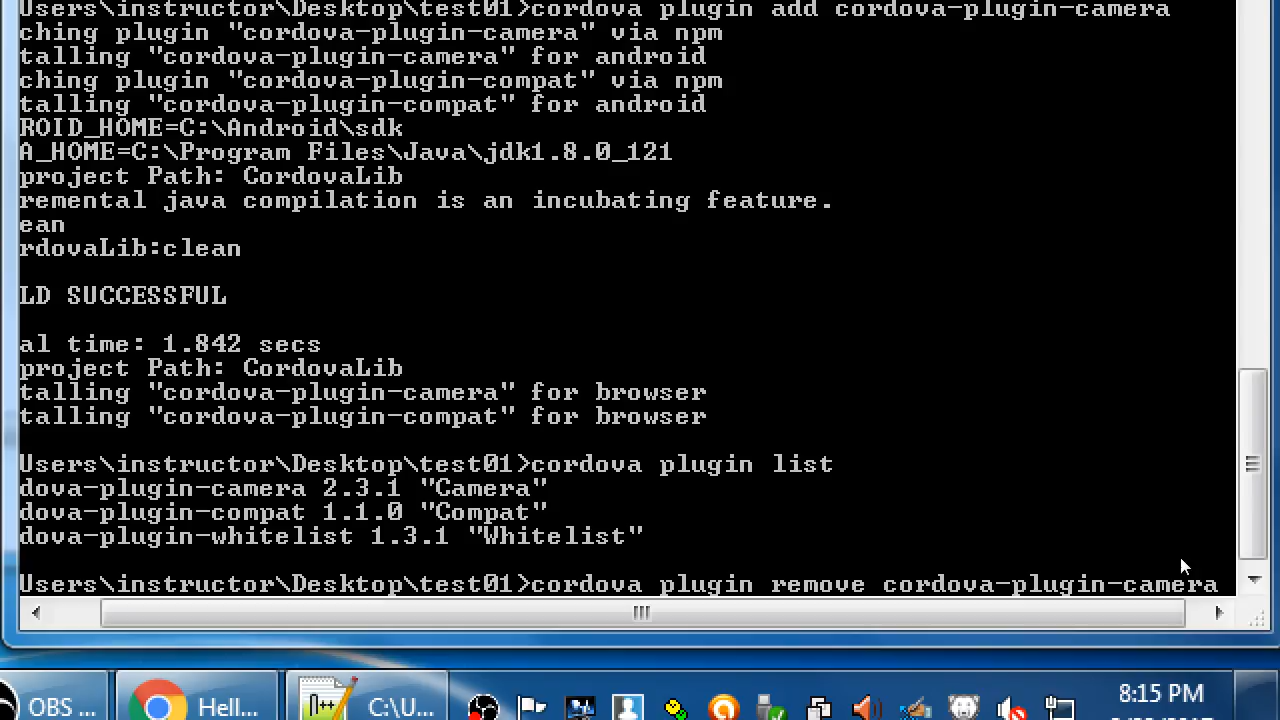 Users\instructor\Desktop\test01>cordova plugin add cordova-plugin-camera
ching plugin "cordova-plugin-camera" via npm
talling "cordova-plugin-camera" for android
ching plugin "cordova-plugin-compat" via npm
talling "cordova-plugin-compat" for android
ROID_HOME=C:\Android\sdk
A_HOME=C:\Program Files\Java\jdk1.8.0_121
project Path: CordovaLib
remental java compilation is an incubating feature.
ean
rdovaLib:clean
LD SUCCESSFUL
al time: 1.842 secs
project Path: CordovaLib
talling "cordova-plugin-camera" for browser
talling "cordova-plugin-compat" for browser
Users\instructor\Desktop\test01>cordova plugin list
dova-plugin-camera 2.3.1 "Camera"
dova-plugin-compat 1.1.0 "Compat"
dova-plugin-whitelist 1.3.1 "Whitelist"
Users\instructor\Desktop\test01>cordova plugin remove cordova-plugin-camera
OBS ... Hell... C:\U... 8:15 PM